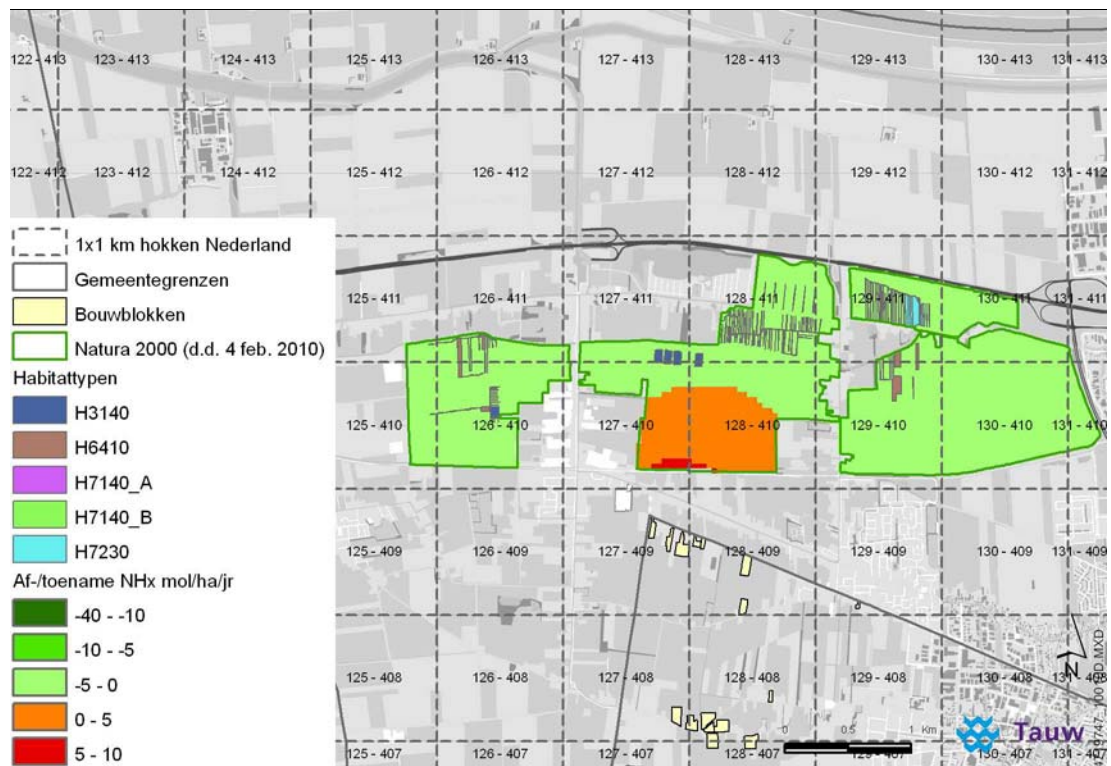 122 - 413 123 - 413 124 - 413 125 - 413 126 - 413 127 - 413 128 - 413 129 - 413 130 - 413 131 - 413
122 - 412 123 - 412 124 - 412 125 - 412 126 - 412 127 - 412 128 - 412 129 - 412 130 - 412 131 - 412
1x1 km hokken Nederland
Gemeentegrenzen
Bouwblokken
Natura 2000 (d.d. 4 feb. 2010)
Habitattypen
H3140
H6410
H7140_A
H7140_B
H7230
Af-/toename NHx mol/ha/jr
-40 - -10
-10 - -5
-5 - 0
0 - 5
5 - 10
125 - 411 126 - 411 127 - 411 128 - 411 129 - 411 130 - 411 131 - 411
125 - 410 126 - 410 127 - 410 128 - 410 129 - 410 130 - 410
125 - 409 126 - 409 127 - 409 128 - 409 129 - 409 130 - 409 131 - 409
125 - 408 126 - 408 127 - 408 128 - 408 129 - 408 130 - 408 131 - 408
125 - 407 126 - 407 127 - 407 128 - 407 129 - 407 130 - 407 131 - 407
N
0 0.5 1 Km
Tauw